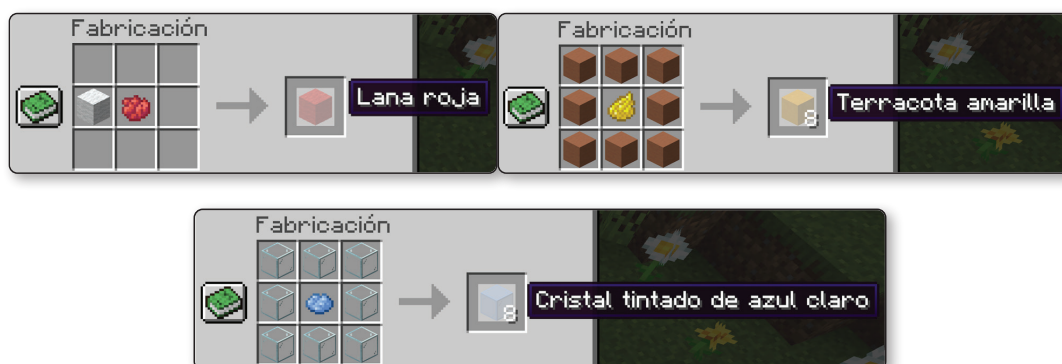 Fabricación
Lana roja
Fabricación
8
Terracota amarilla
Fabricación
8
Cristal tintado de azul claro